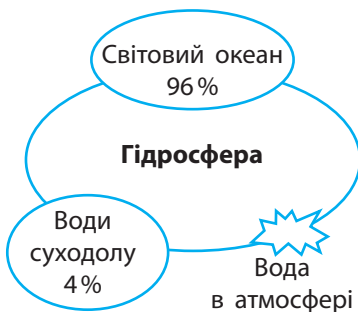 Світовий океан
96 %
Гідросфера
Води
суходолу
4 %
Вода
в атмосфері